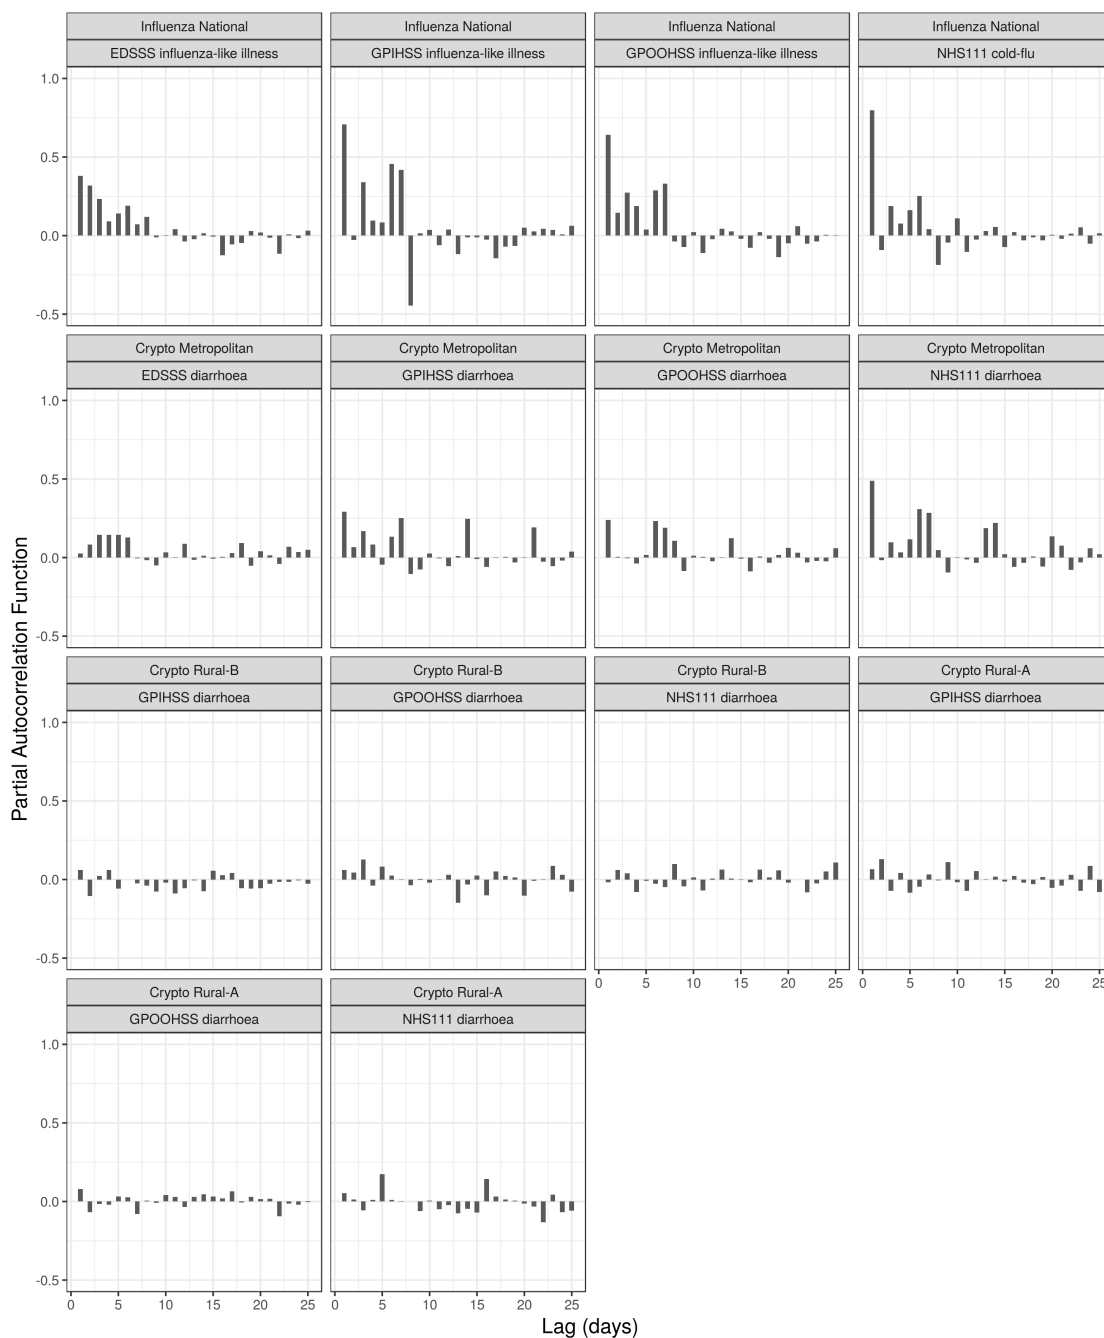 Influenza National Influenza National Influenza National Influenza National
EDSSS influenza-like illness GPIHSS influenza-like illness GPOOHSS influenza-like illness NHS111 cold-flu
1.0
0.5
0.0
-0.5
Crypto Metropolitan Crypto Metropolitan Crypto Metropolitan Crypto Metropolitan
EDSSS diarrhoea GPIHSS diarrhoea GPOOHSS diarrhoea NHS111 diarrhoea
1.0
0.5
0.0
-0.5
Partial Autocorrelation Function
Crypto Rural-B Crypto Rural-B Crypto Rural-B Crypto Rural-A
GPIHSS diarrhoea GPOOHSS diarrhoea NHS111 diarrhoea GPIHSS diarrhoea
1.0
0.5
0.0
-0.5
0 5 10 15 20 25 0 5 10 15 20 25
Crypto Rural-A Crypto Rural-A
GPOOHSS diarrhoea NHS111 diarrhoea
1.0
0.5
0.0
-0.5
0 5 10 15 20 25 0 5 10 15 20 25
Lag (days)